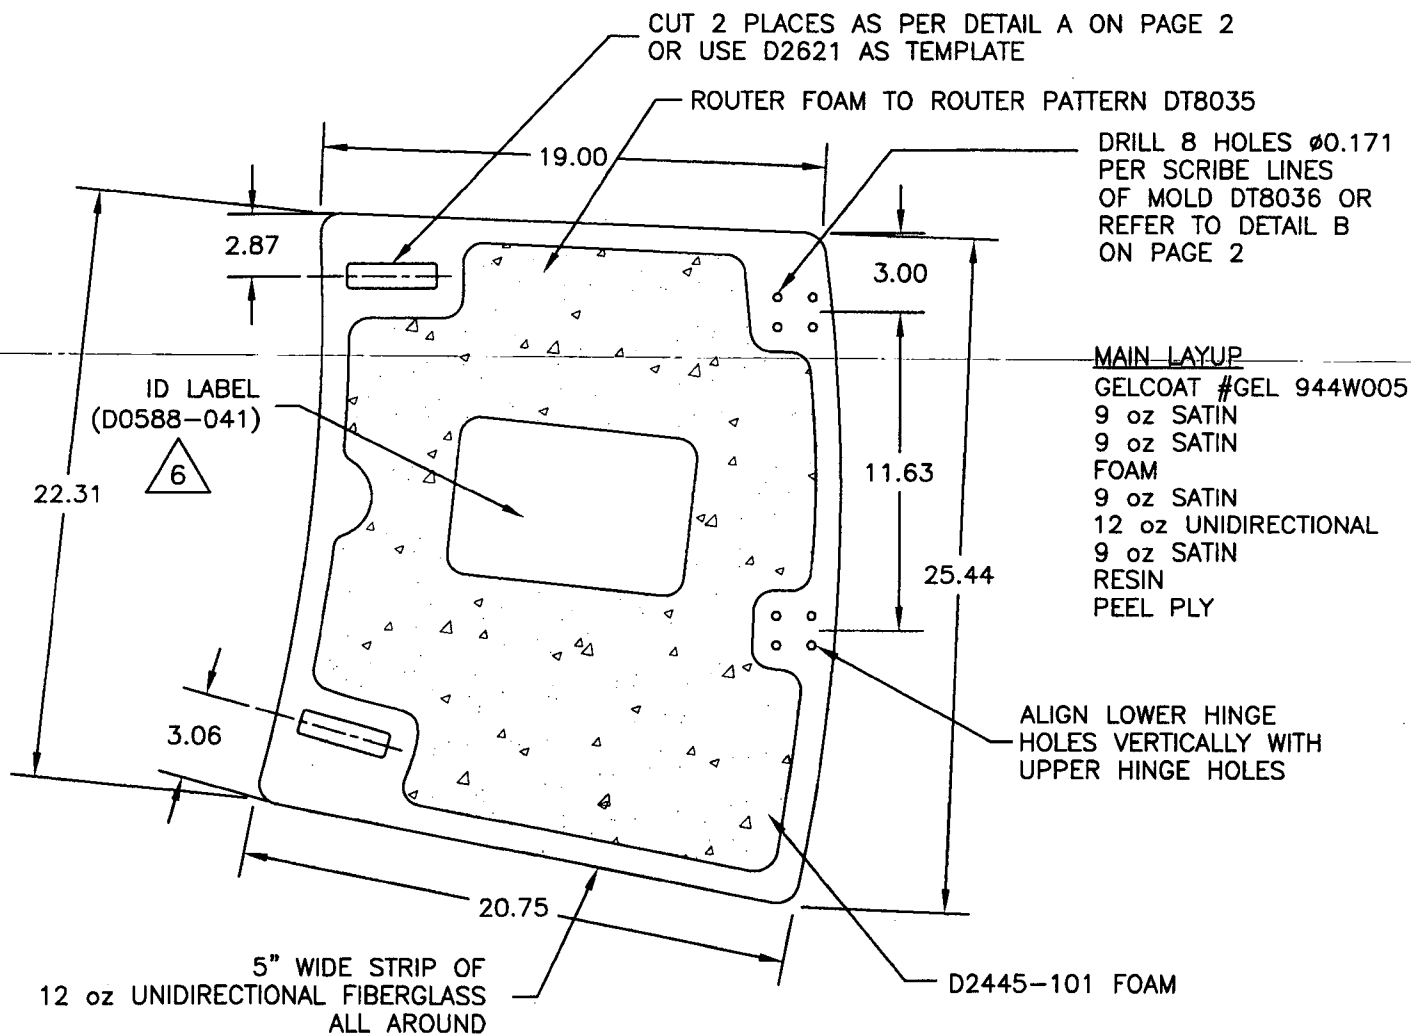 CUT 2 PLACES AS PER DETAIL A ON PAGE 2
OR USE D2621 AS TEMPLATE
ROUTER FOAM TO ROUTER PATTERN DT8035
DRILL 8 HOLES ø0.171
PER SCRIBE LINES
OF MOLD DT8036 OR
REFER TO DETAIL B
ON PAGE 2
19.00
2.87
3.00
MAIN LAYUP
GELCOAT #GEL 944W005
9 oz SATIN
9 oz SATIN
FOAM
9 oz SATIN
12 oz UNIDIRECTIONAL
9 oz SATIN
RESIN
PEEL PLY
ID LABEL
(D0588-041)
6
22.31
11.63
25.44
3.06
ALIGN LOWER HINGE
HOLES VERTICALLY WITH
UPPER HINGE HOLES
20.75
5" WIDE STRIP OF
12 oz UNIDIRECTIONAL FIBERGLASS
ALL AROUND
D2445-101 FOAM